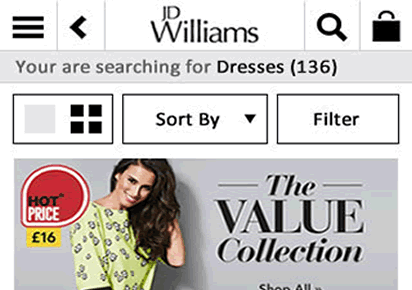 JD
Williams
Your are searching for Dresses (136)
Sort By
Filter
HOT
PRICE
£16
The
VALUE
Collection
Shop All »